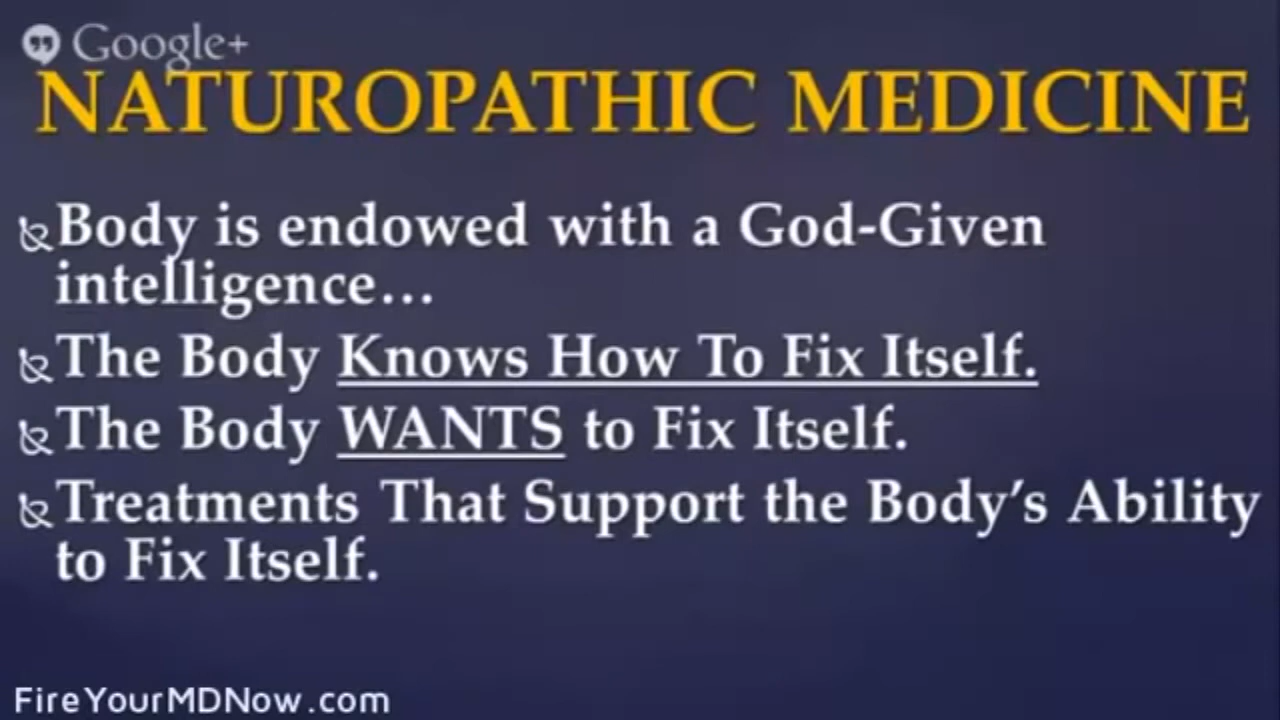 Google+
NATUROPATHIC MEDICINE
Body is endowed with a God-Given
intelligence…
The Body Knows How To Fix Itself.
The Body WANTS to Fix Itself.
Treatments That Support the Body’s Ability
to Fix Itself.
FireYourMDNow.com